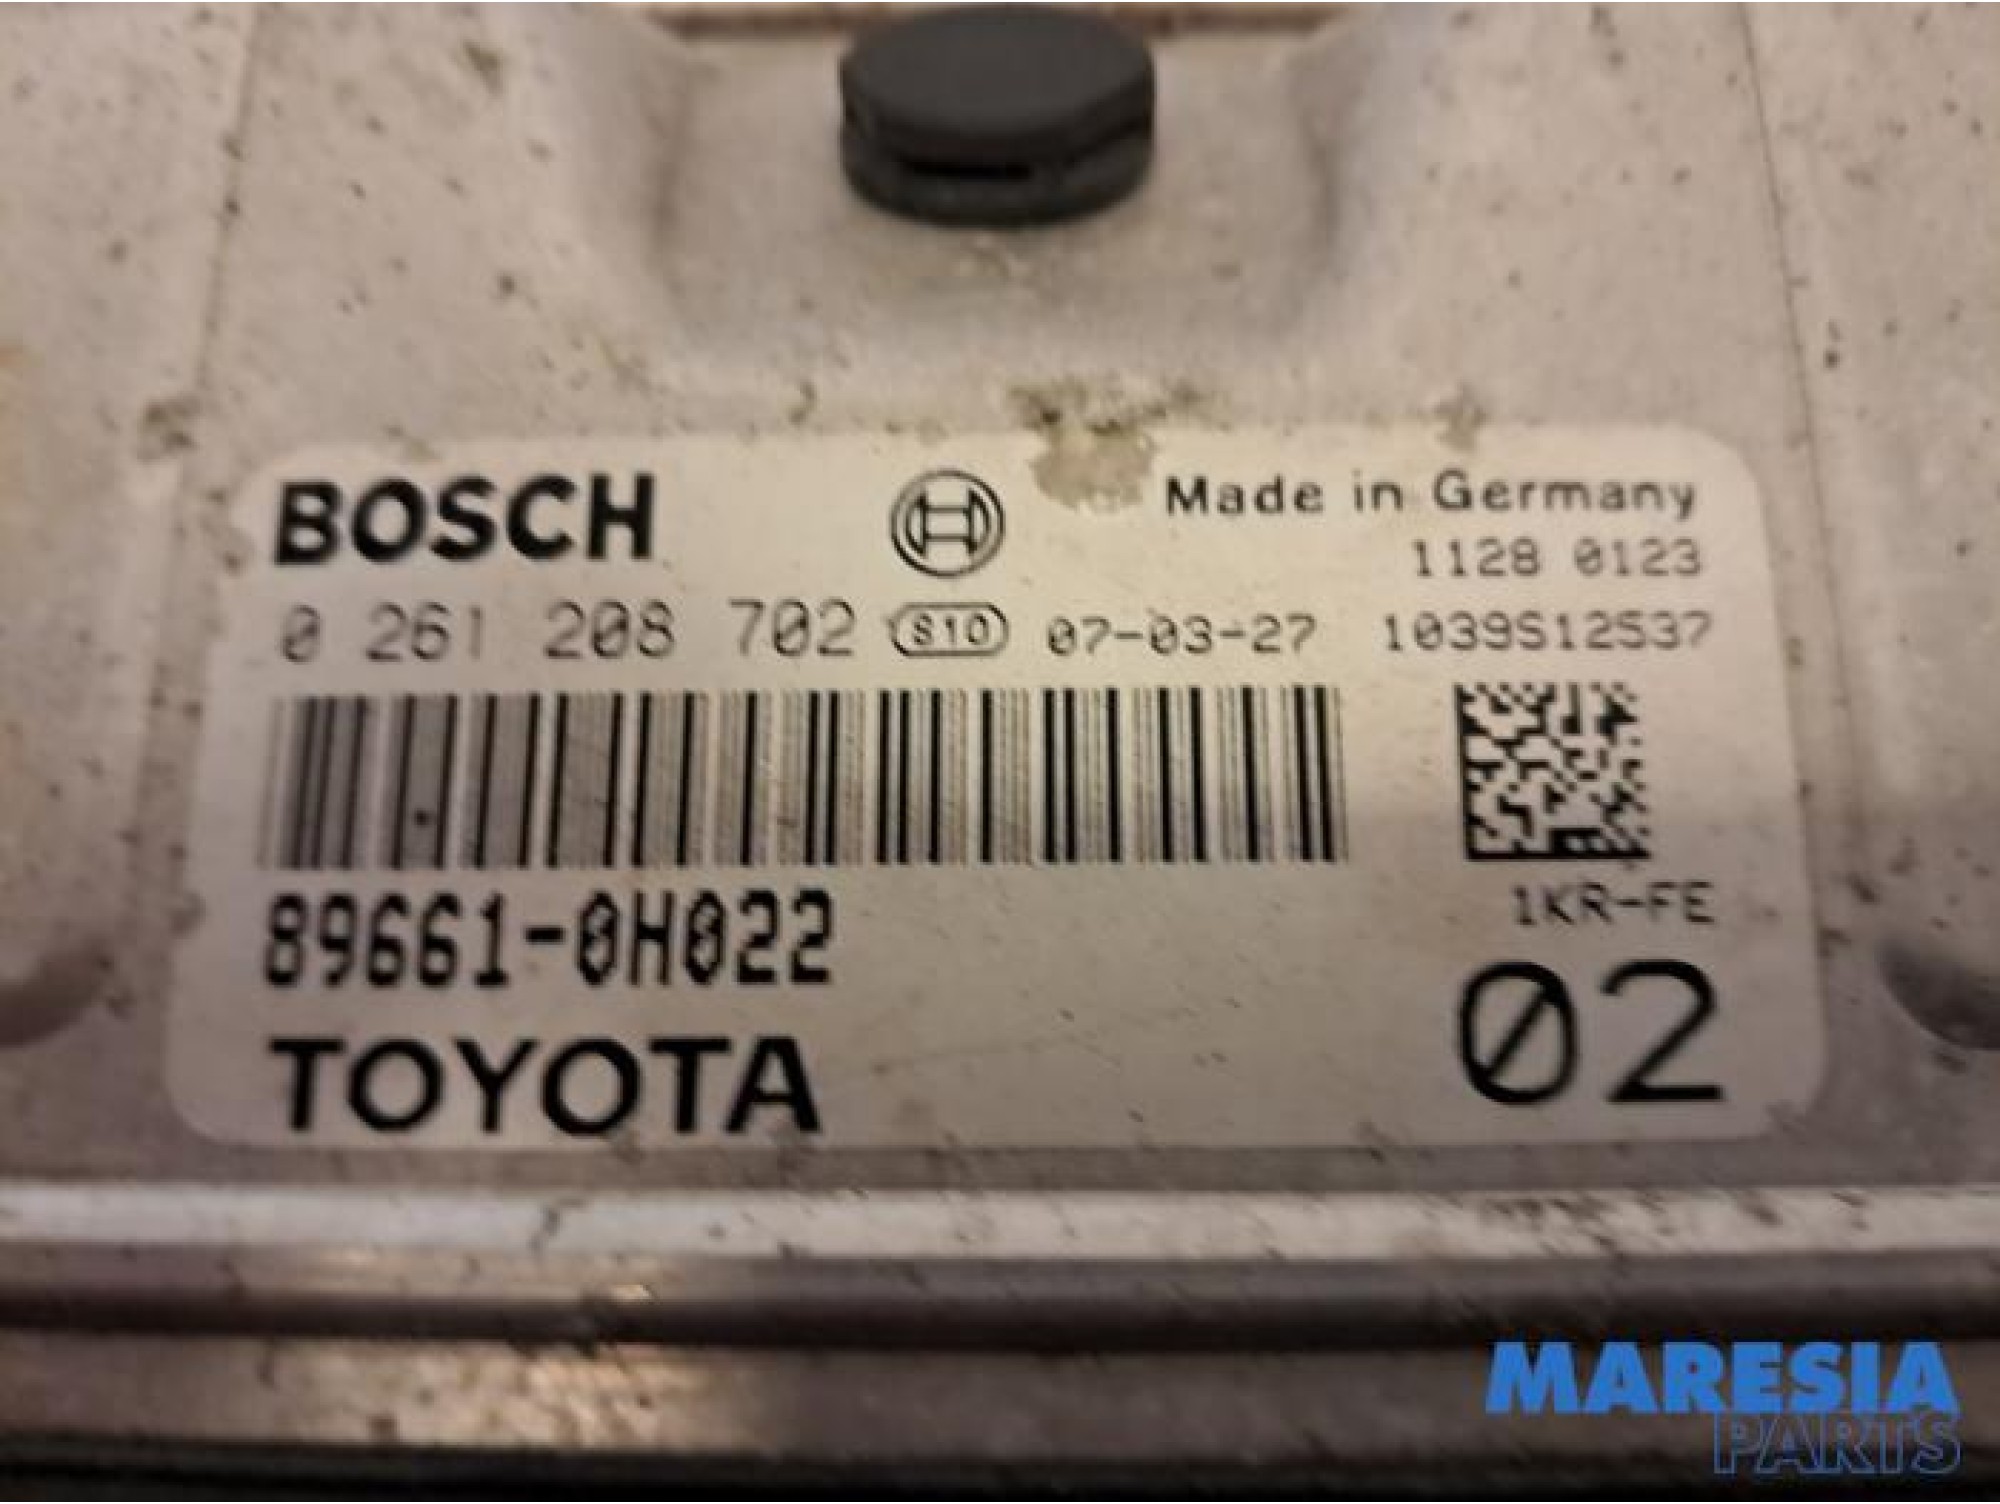 BOSCH
Made in Germany
1128 0123
0 261 208 702 S10 07-03-27 1039S12537
89661-0H022
1KR-FE
TOYOTA
02
MARESIA
PARTS